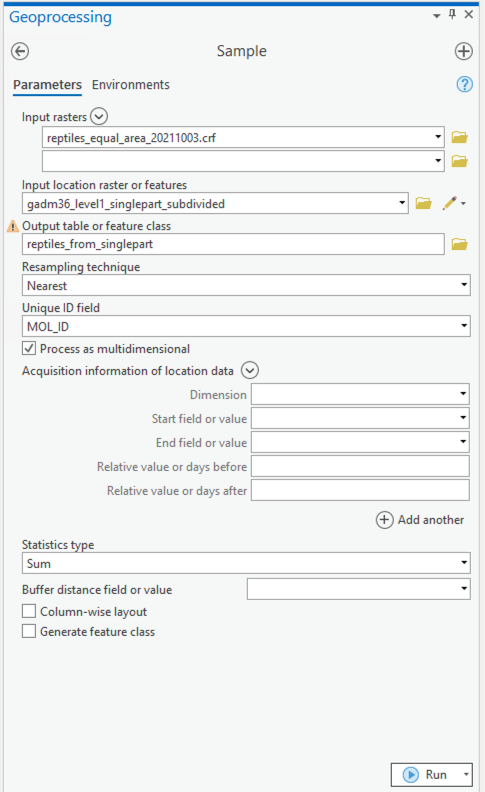 Geoprocessing
Sample
Parameters Environments
Input rasters
reptiles_equal_area_20211003.crf
Input location raster or features
gadm36_level1_singlepart_subdivided
Output table or feature class
reptiles_from_singlepart
Resampling technique
Nearest
Unique ID field
MOL_ID
Process as multidimensional
Acquisition information of location data
Dimension
Start field or value
End field or value
Relative value or days before
Relative value or days after
Add another
Statistics type
Sum
Buffer distance field or value
Column-wise layout
Generate feature class
Run